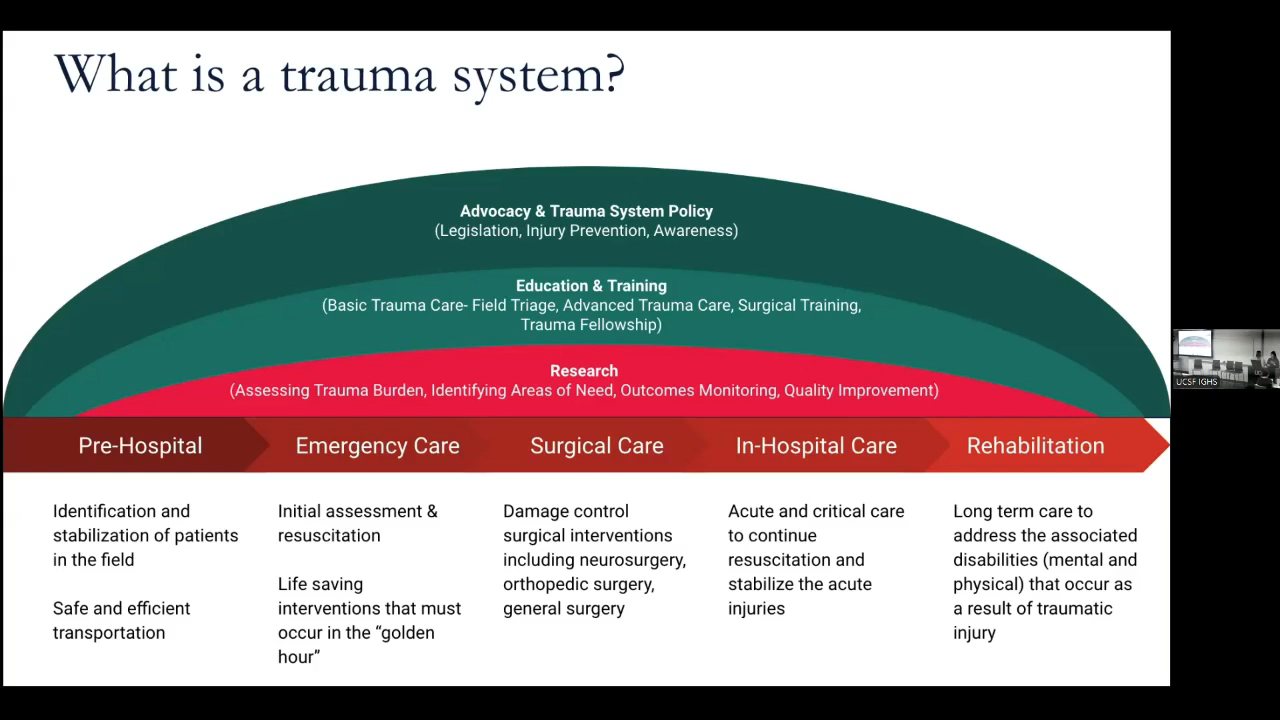 What is a trauma system?
Advocacy & Trauma System Policy
(Legislation, Injury Prevention, Awareness)
Education & Training
(Basic Trauma Care- Field Triage, Advanced Trauma Care, Surgical Training,
Trauma Fellowship)
Research
(Assessing Trauma Burden, Identifying Areas of Need, Outcomes Monitoring, Quality Improvement)
Pre-Hospital
Emergency Care
Surgical Care
In-Hospital Care
Rehabilitation
Identification and
stabilization of patients
in the field
Safe and efficient
transportation
Initial assessment &
resuscitation
Life saving
interventions that must
occur in the “golden
hour”
Damage control
surgical interventions
including neurosurgery,
orthopedic surgery,
general surgery
Acute and critical care
to continue
resuscitation and
stabilize the acute
injuries
Long term care to
address the associated
disabilities (mental and
physical) that occur as
a result of traumatic
injury
UCSF IGHS